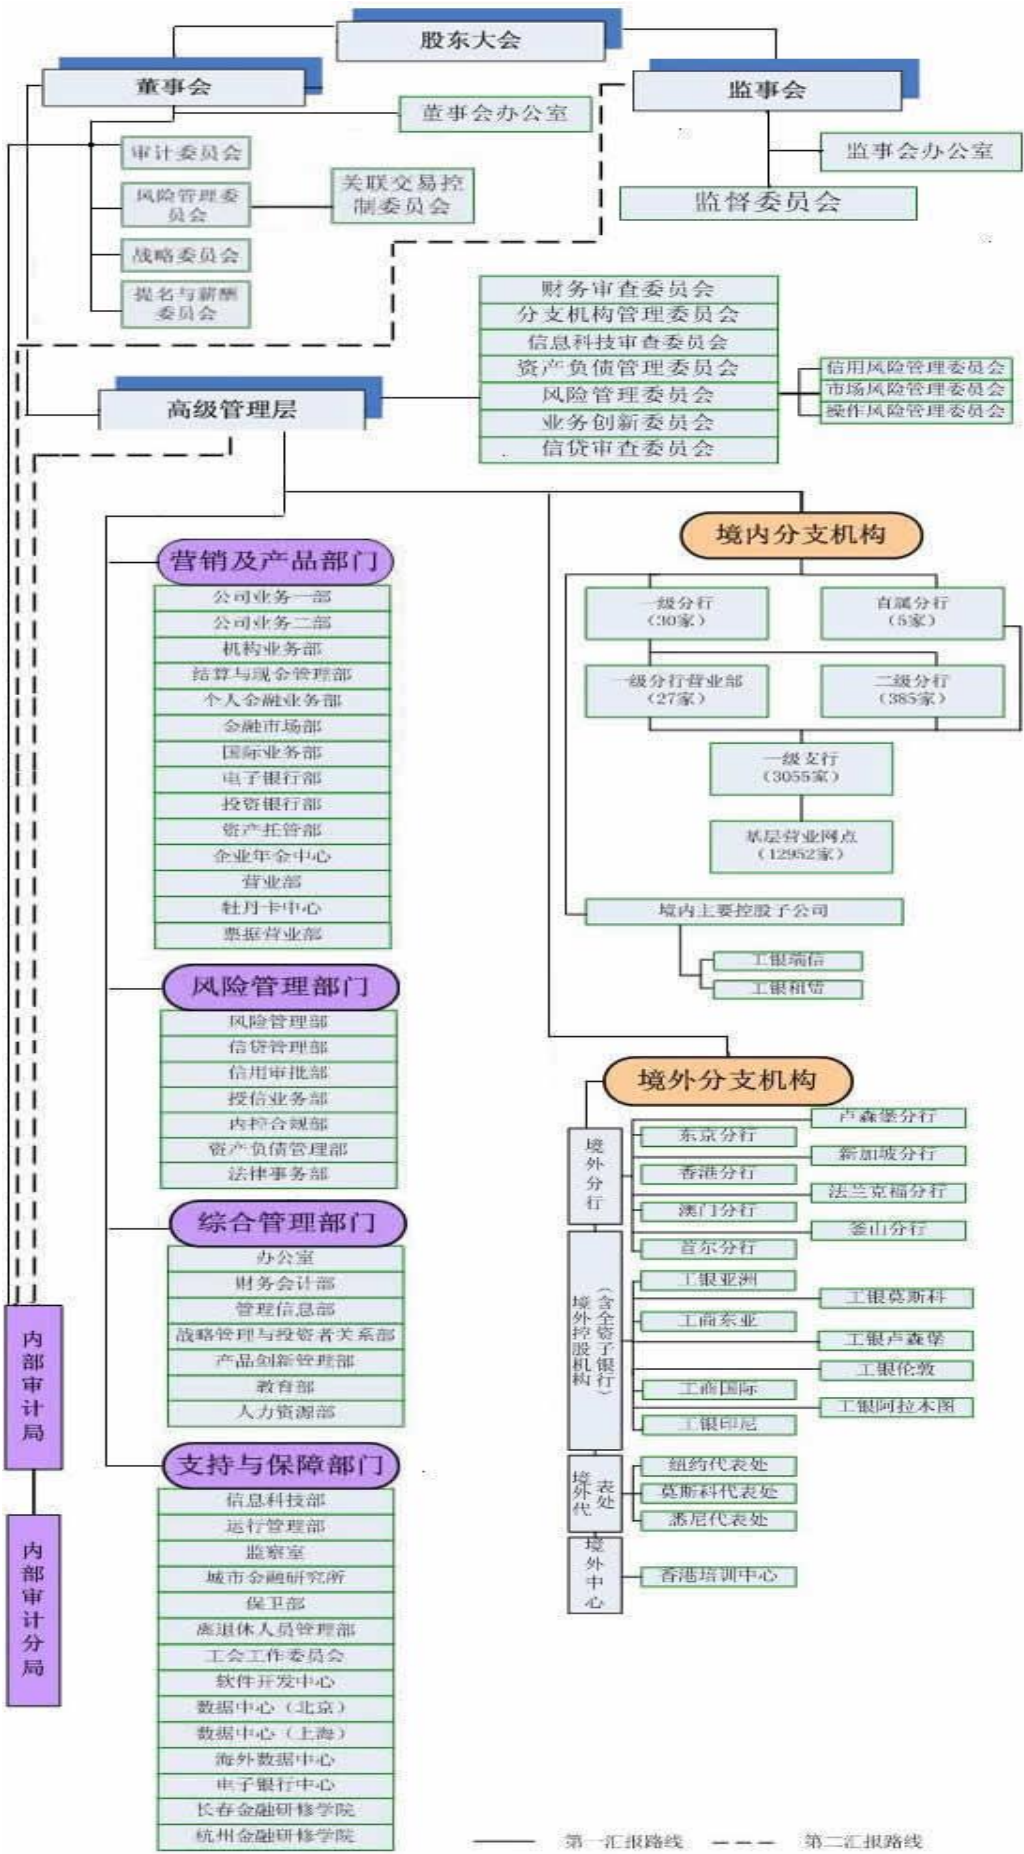 股东大会
董事会
监事会
董事会办公室
监事会办公室
监督委员会
审计委员会
风险管理委
员会
关联交易控
制委员会
战略委员会
提名与薪酬
委员会
财务审查委员会
分支机构管理委员会
信息科技审查委员会
资产负债管理委员会
风险管理委员会
业务创新委员会
信贷审查委员会
信用风险管理委员会
市场风险管理委员会
操作风险管理委员会
高级管理层
营销及产品部门
公司业务一部
公司业务二部
机构业务部
结算与现金管理部
个人金融业务部
金融市场部
国际业务部
电子银行部
投资银行部
资产托管部
企业年金中心
营业部
牡丹卡中心
票据营业部
风险管理部门
风险管理部
信贷管理部
信用审批部
授信业务部
内控合规部
资产负债管理部
法律事务部
综合管理部门
办公室
财务会计部
管理信息部
战略管理与投资者关系部
产品创新管理部
教育部
人力资源部
支持与保障部门
信息科技部
运行管理部
监察室
城市金融研究所
保卫部
离退休人员管理部
工会工作委员会
软件开发中心
数据中心（北京）
数据中心（上海）
海外数据中心
电子银行中心
长春金融研修学院
杭州金融研修学院
内部审计局
内部审计分局
境内分支机构
一级分行
（30家）
直属分行
（5家）
一级分行营业部
（27家）
二级分行
（385家）
一级支行
（3055家）
基层营业网点
（12952家）
境内主要控股子公司
工银瑞信
工银租赁
境外分支机构
境外分行
卢森堡分行
东京分行
新加坡分行
香港分行
法兰克福分行
澳门分行
釜山分行
首尔分行
境外控股机构
（含全资子银行）
工银亚洲
工银莫斯科
工商东亚
工银卢森堡
工银伦敦
工商国际
工银阿拉木图
工银印尼
境外代
表处
纽约代表处
莫斯科代表处
悉尼代表处
境外中心
香港培训中心
第一汇报路线
第二汇报路线